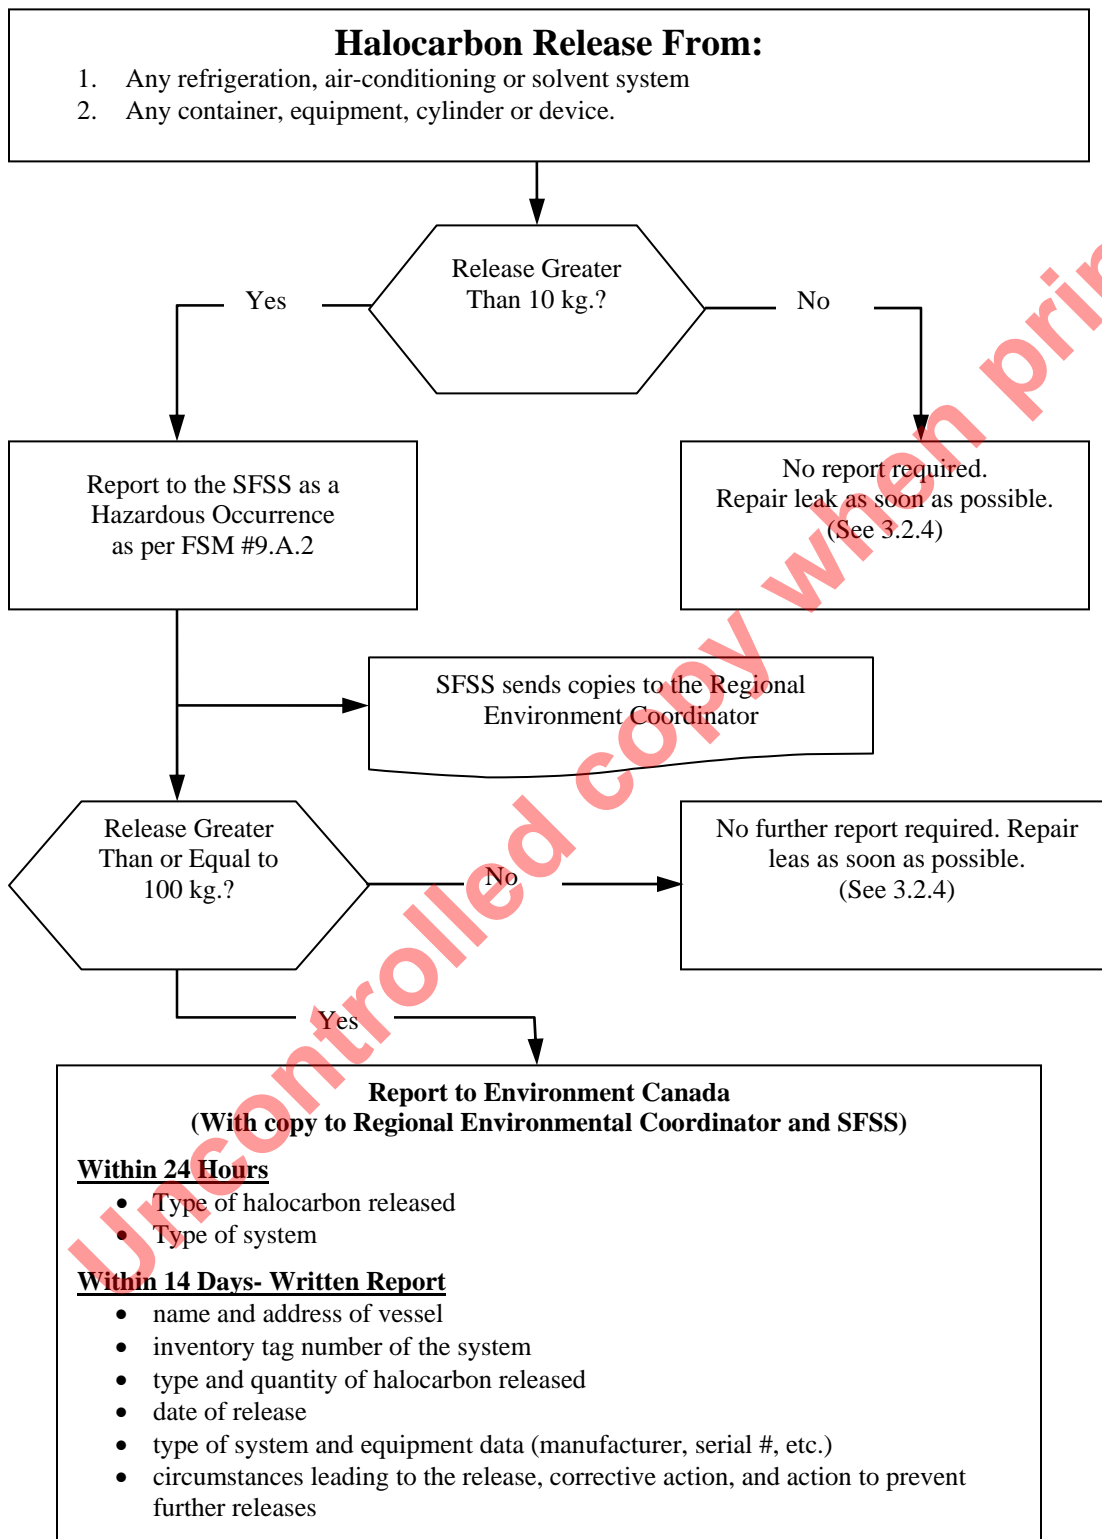 Halocarbon Release From:
1. Any refrigeration, air-conditioning or solvent system
2. Any container, equipment, cylinder or device.
Release Greater
Than 10 kg.?
Yes
No
Report to the SFSS as a
Hazardous Occurrence
as per FSM #9.A.2
No report required.
Repair leak as soon as possible.
(See 3.2.4)
SFSS sends copies to the Regional
Environment Coordinator
Release Greater
Than or Equal to
100 kg.?
No
No further report required. Repair
leas as soon as possible.
(See 3.2.4)
Yes
Report to Environment Canada
(With copy to Regional Environmental Coordinator and SFSS)
Within 24 Hours
• Type of halocarbon released
• Type of system
Within 14 Days- Written Report
• name and address of vessel
• inventory tag number of the system
• type and quantity of halocarbon released
• date of release
• type of system and equipment data (manufacturer, serial #, etc.)
• circumstances leading to the release, corrective action, and action to prevent
further releases
Uncontrolled copy when prin